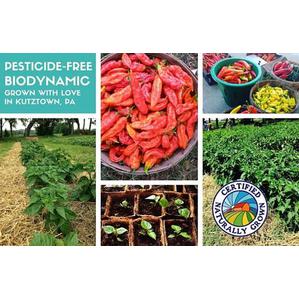 PESTICIDE-FREE
BIODYNAMIC
GROWN WITH LOVE
IN KUTZTOWN, PA
CERTIFIED
NATURALLY GROWN